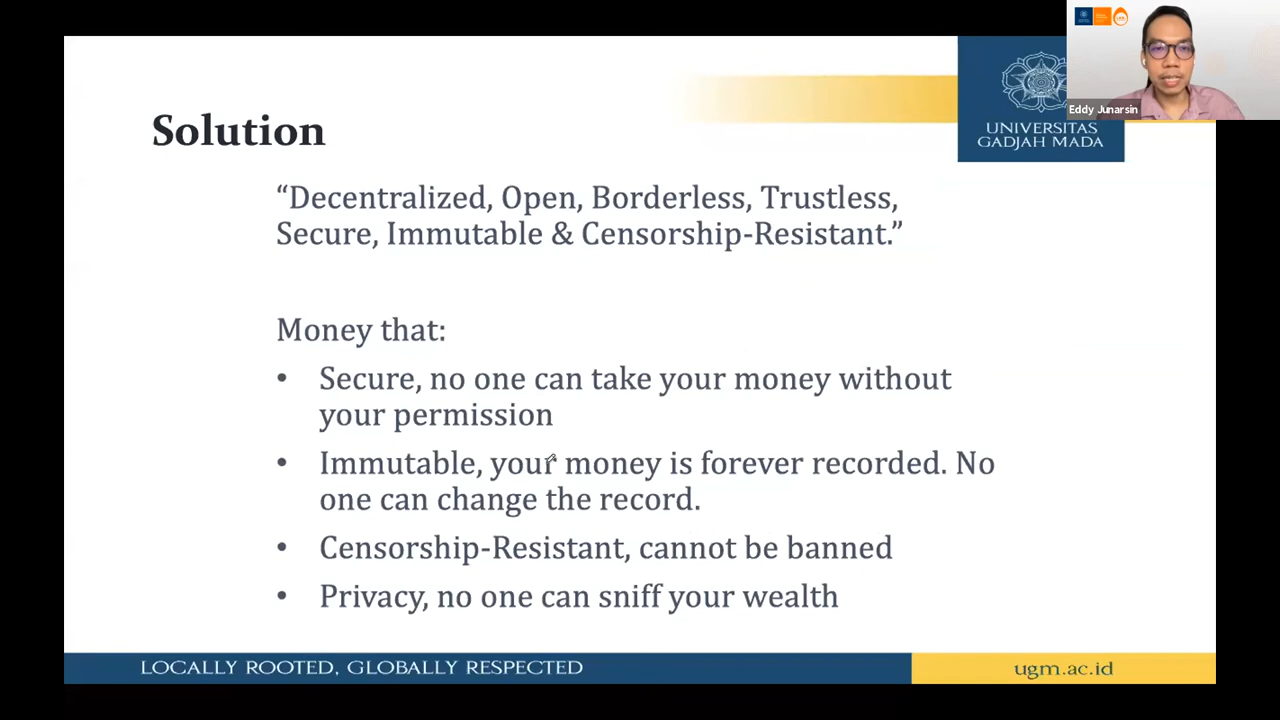 Solution
“Decentralized, Open, Borderless, Trustless,
Secure, Immutable & Censorship-Resistant.”
Money that:
• Secure, no one can take your money without
your permission
• Immutable, your money is forever recorded. No
one can change the record.
• Censorship-Resistant, cannot be banned
• Privacy, no one can sniff your wealth
UNIVERSITAS
GADJAH MADA
Eddy Junarsin
LOCALLY ROOTED, GLOBALLY RESPECTED
ugm.ac.id